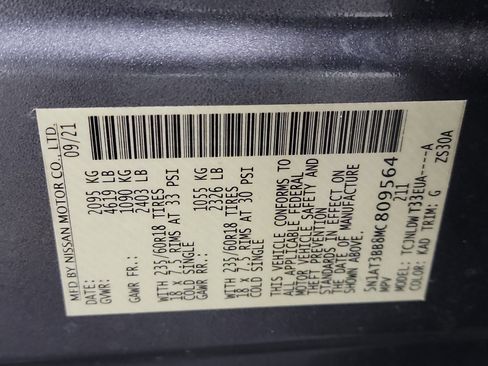 MFD BY NISSAN MOTOR CO., LTD.
DATE: 09/21
GVWR: 2095 KG
4619 LB
GAWR FR.: 1090 KG
2403 LB
WITH 235/60R18 TIRES
18 X 7.5 RIMS AT 33 PSI
COLD SINGLE
GAWR RR.: 1055 KG
2326 LB
WITH 235/60R18 TIRES
18 X 7.5 RIMS AT 30 PSI
COLD SINGLE
THIS VEHICLE CONFORMS TO
ALL APPLICABLE FEDERAL
MOTOR VEHICLE SAFETY AND
THEFT PREVENTION
STANDARDS IN EFFECT
ON THE DATE OF MANUFACTURE
SHOWN ABOVE.
5N1AT3BB8MC809564
MPV 211
MODEL: TCJNLDW T33EUA----A
COLOR: KAD TRIM: G ZS30A